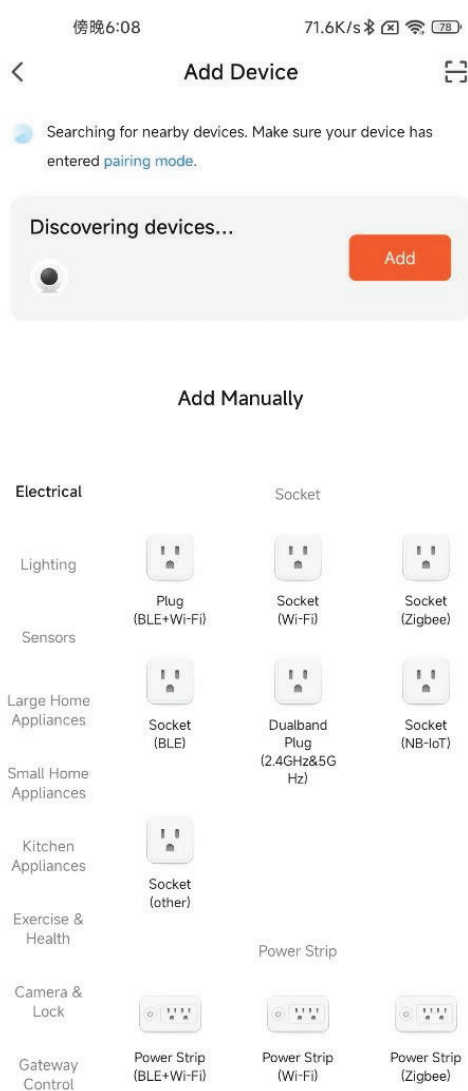 傍晚6:08
71.6K/s
78
Add Device
Searching for nearby devices. Make sure your device has
entered pairing mode.
Discovering devices...
Add
Add Manually
Electrical
Socket
Lighting
Plug
(BLE+Wi-Fi)
Socket
(Wi-Fi)
Socket
(Zigbee)
Sensors
Large Home
Appliances
Socket
(BLE)
Dualband
Plug
(2.4GHz&5G
Hz)
Socket
(NB-IoT)
Small Home
Appliances
Kitchen
Appliances
Socket
(other)
Exercise &
Health
Power Strip
Camera &
Lock
Gateway
Control
Power Strip
(BLE+Wi-Fi)
Power Strip
(Wi-Fi)
Power Strip
(Zigbee)